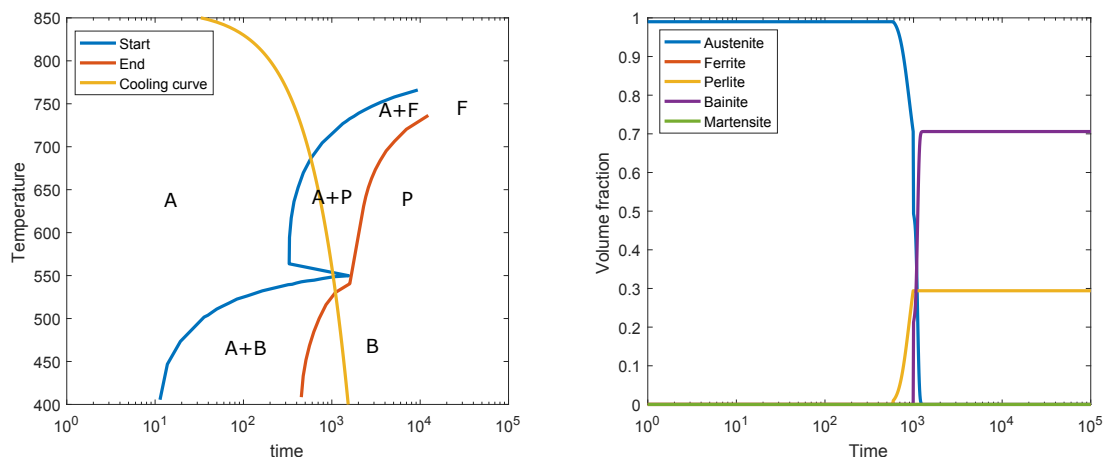 850
800
750
700
650
600
550
500
450
400
Temperature
10^0
10^1
10^2
10^3
10^4
10^5
time
Start
End
Cooling curve
A+F
F
A
A+P
P
A+B
B
1
0.9
0.8
0.7
0.6
0.5
0.4
0.3
0.2
0.1
0
Volume fraction
10^0
10^1
10^2
10^3
10^4
10^5
Time
Austenite
Ferrite
Perlite
Bainite
Martensite